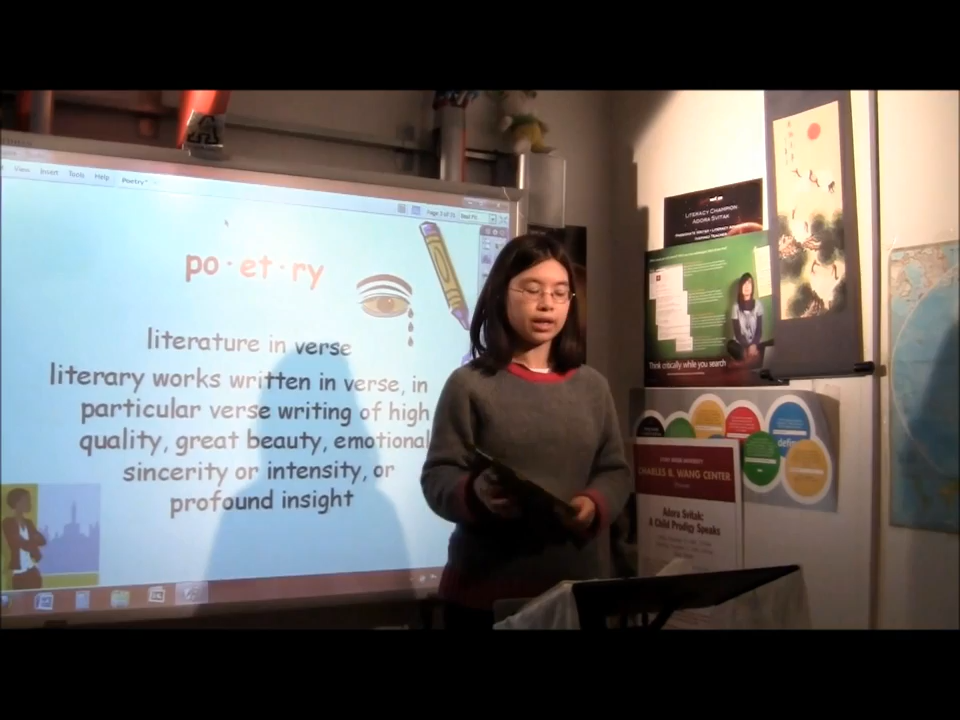 View Insert Tools Help
Poetry*
po·et·ry
literature in verse
literary works written in verse, in
particular verse writing of high
quality, great beauty, emotional
sincerity or intensity, or
profound insight
LITERACY CHAMPION
ADORA SVITAK
Think critically while you search
define
CHARLES B. WANG CENTER
Adora Svitak:
A Child Prodigy Speaks